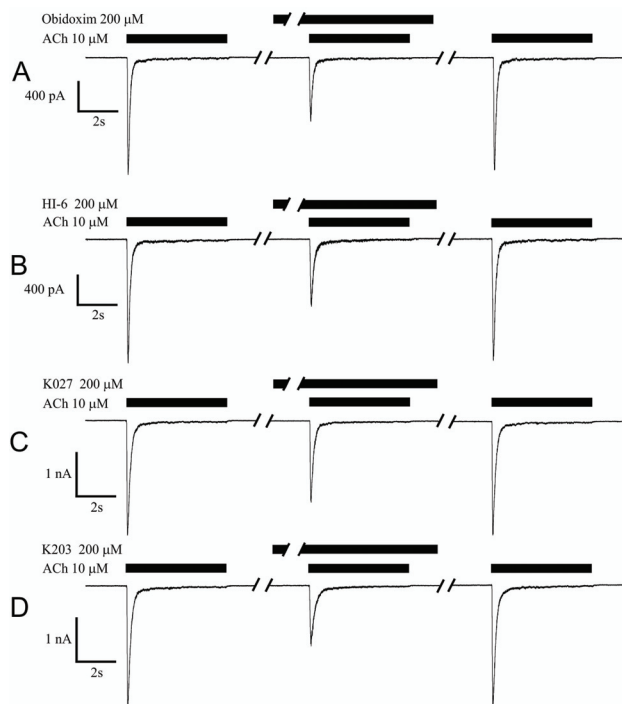 Obidoxim 200 μM
ACh 10 μM
A
400 pA
2s
HI-6 200 μM
ACh 10 μM
B
400 pA
2s
K027 200 μM
ACh 10 μM
C
1 nA
2s
K203 200 μM
ACh 10 μM
D
1 nA
2s